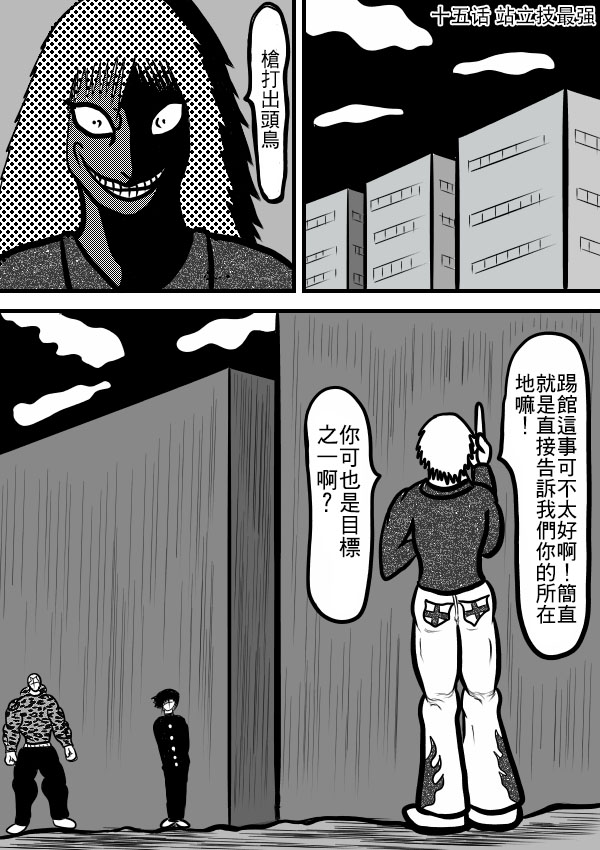 十五话 站立技最强
槍打出頭鳥
踢館這事可不太好啊！簡直
就是直接告訴我們你的所在
地嘛！
你可也是目標
之一啊？